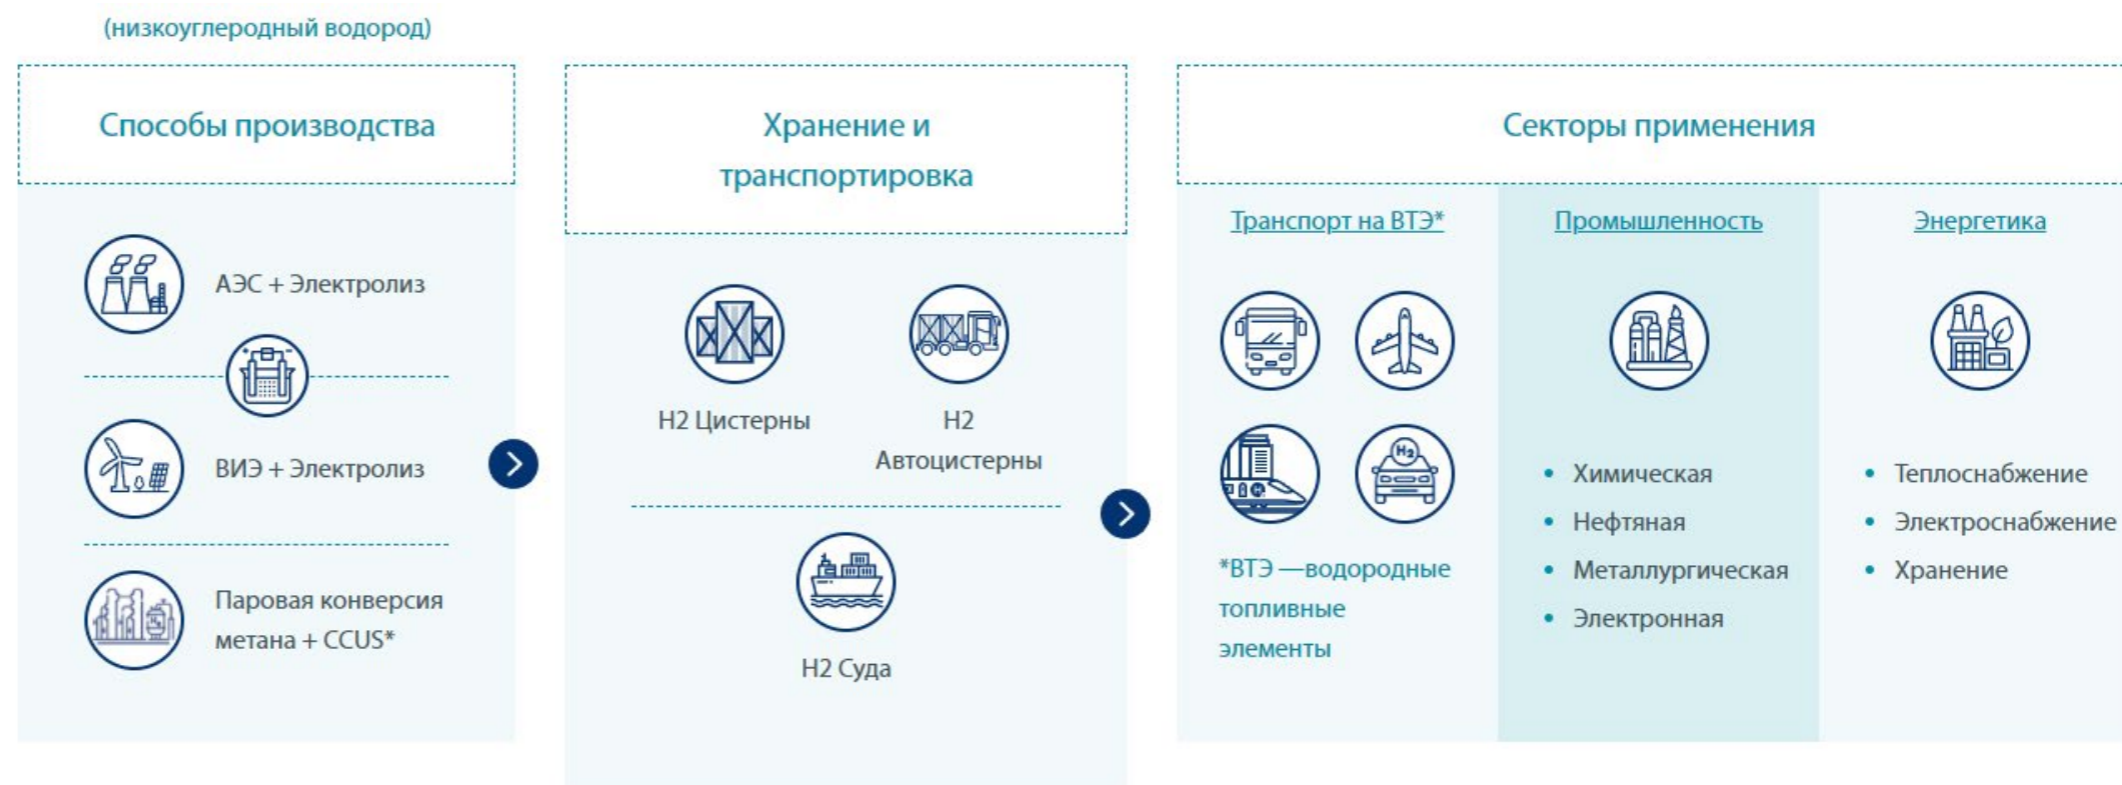 (низкоуглеродный водород)
Способы производства
АЭС + Электролиз
ВИЭ + Электролиз
Паровая конверсия
метана + CCUS*
Хранение и
транспортировка
H2 Цистерны
H2
Автоцистерны
H2 Суда
Секторы применения
Транспорт на ВТЭ*
H2
*ВТЭ —водородные
топливные
элементы
Промышленность
• Химическая
• Нефтяная
• Металлургическая
• Электронная
Энергетика
• Теплоснабжение
• Электроснабжение
• Хранение